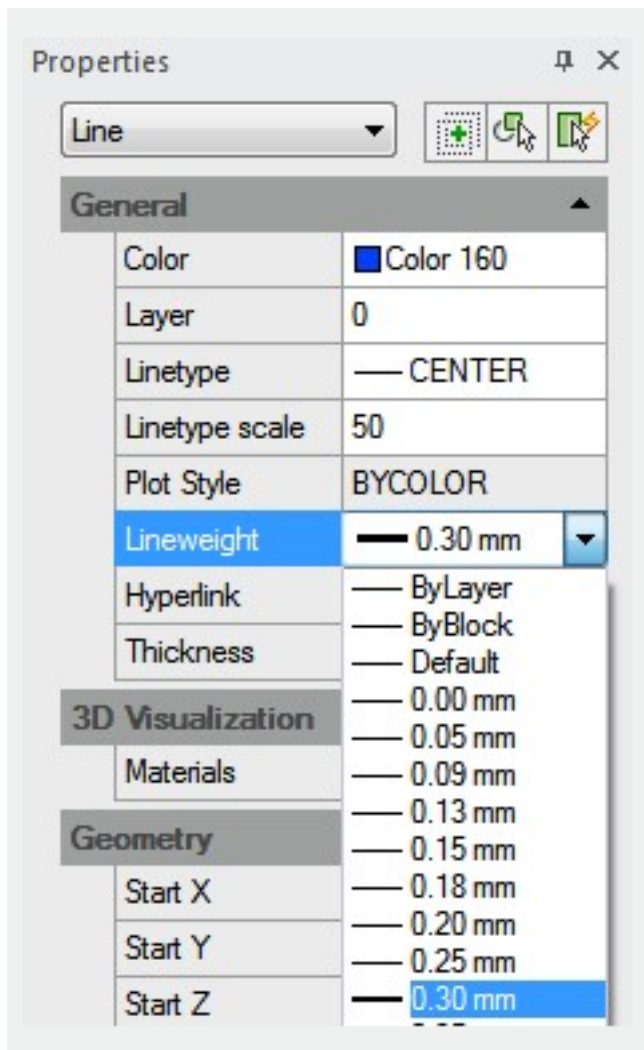 Properties
Line
General
Color Color 160
Layer 0
Linetype CENTER
Linetype scale 50
Plot Style BYCOLOR
Lineweight 0.30 mm
Hyperlink ByLayer
ByBlock
Thickness Default
0.00 mm
3D Visualization 0.05 mm
Materials 0.09 mm
0.13 mm
Geometry 0.15 mm
Start X 0.18 mm
0.20 mm
Start Y 0.25 mm
Start Z 0.30 mm